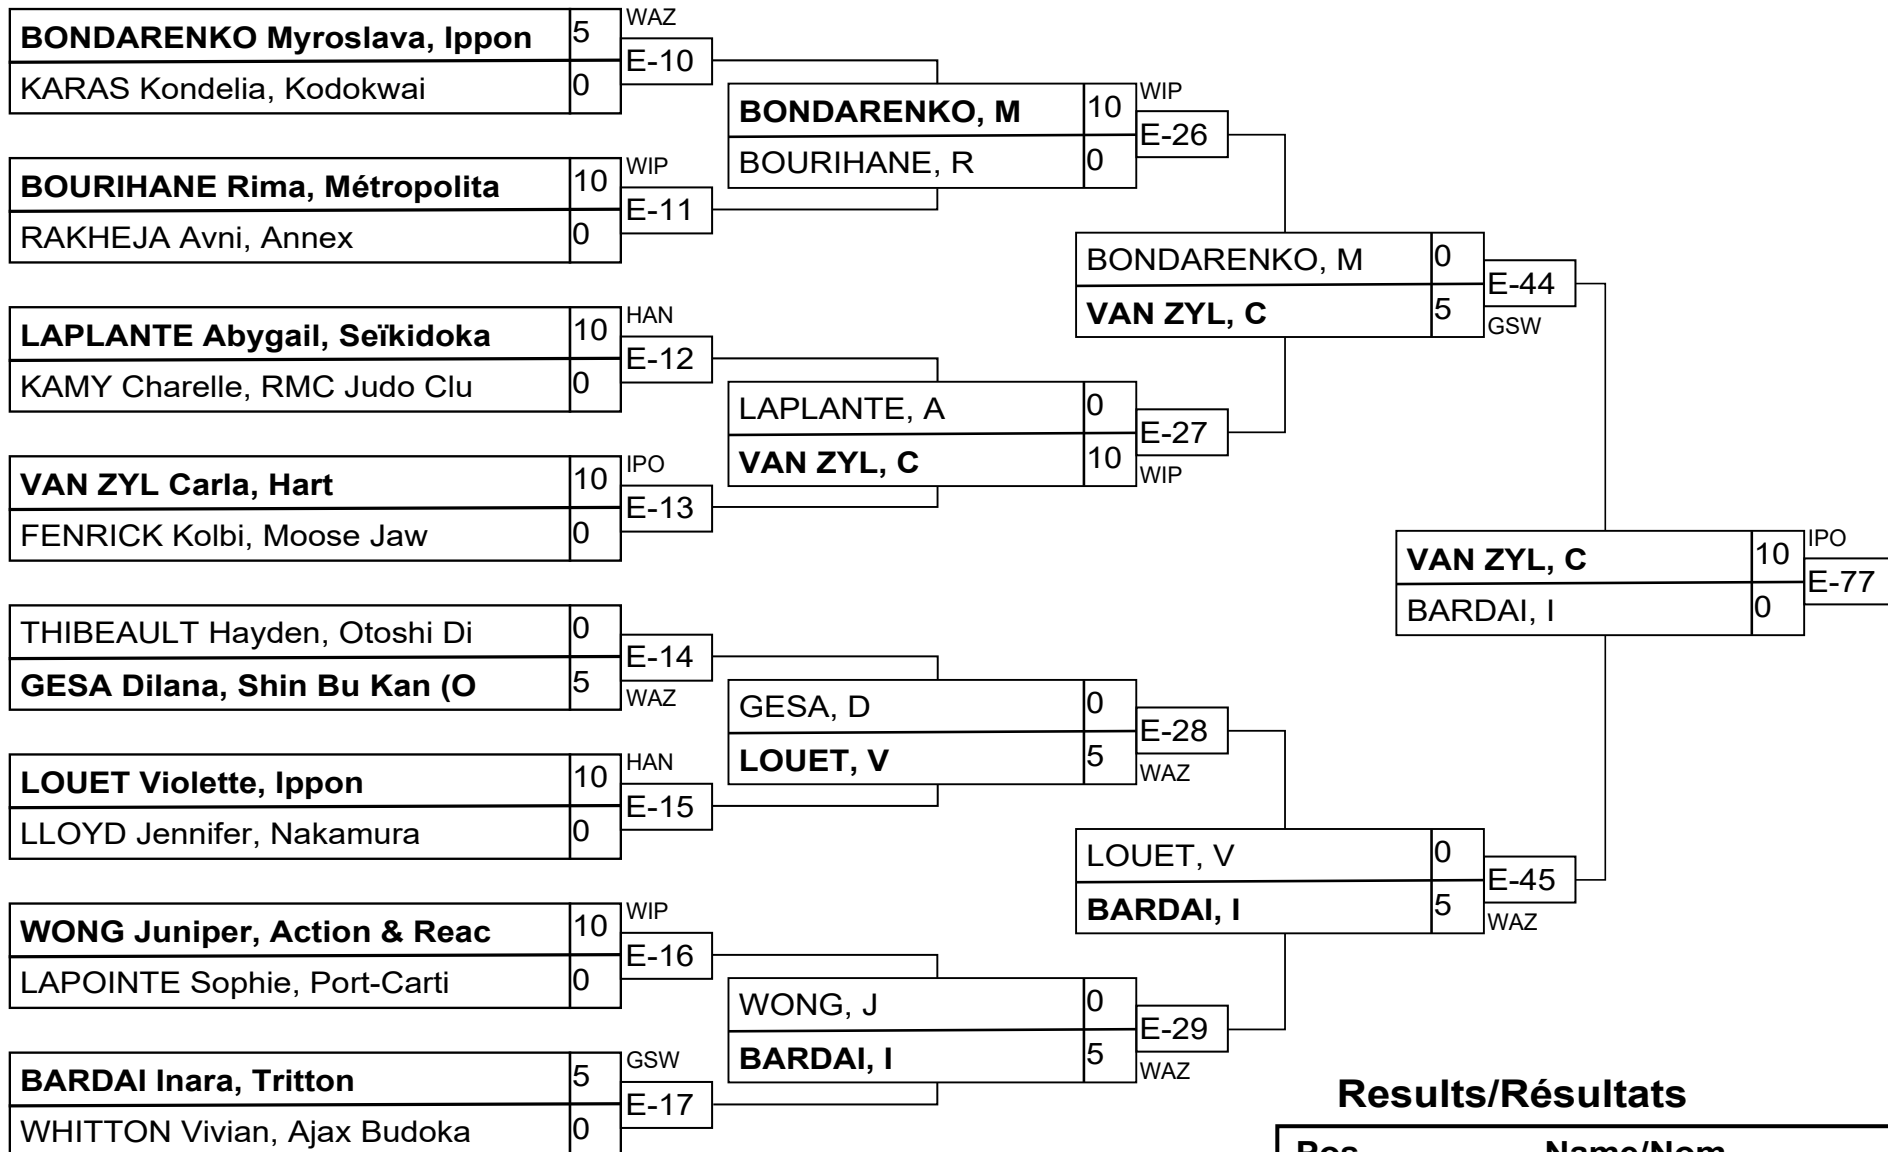 BONDARENKO Myroslava, Ippon 5 WAZ
E-10
KARAS Kondelia, Kodokwai 0
BOURIHANE Rima, Métropolita 10 WIP
E-11
RAKHEJA Avni, Annex 0
LAPLANTE Abygail, Seïkidoka 10 HAN
E-12
KAMY Charelle, RMC Judo Clu 0
VAN ZYL Carla, Hart 10 IPO
E-13
FENRICK Kolbi, Moose Jaw 0
THIBEAULT Hayden, Otoshi Di 0
E-14
GESA Dilana, Shin Bu Kan (O 5 WAZ
LOUET Violette, Ippon 10 HAN
E-15
LLOYD Jennifer, Nakamura 0
WONG Juniper, Action & Reac 10 WIP
E-16
LAPOINTE Sophie, Port-Carti 0
BARDAI Inara, Tritton 5 GSW
E-17
WHITTON Vivian, Ajax Budoka 0
BONDARENKO, M 10 WIP
E-26
BOURIHANE, R 0
LAPLANTE, A 0
E-27
VAN ZYL, C 10 WIP
GESA, D 0
E-28
LOUET, V 5 WAZ
WONG, J 0
E-29
BARDAI, I 5 WAZ
BONDARENKO, M 0
E-44
VAN ZYL, C 5 GSW
LOUET, V 0
E-45
BARDAI, I 5 WAZ
VAN ZYL, C 10 IPO
E-77
BARDAI, I 0
Results/Résultats
Pos Name/Nom